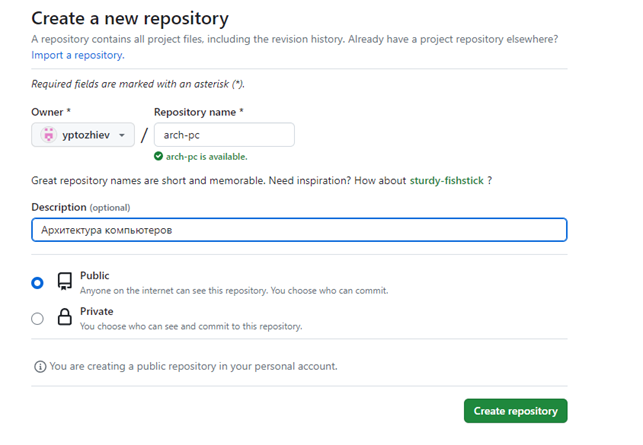 Create a new repository
A repository contains all project files, including the revision history. Already have a project repository elsewhere?
Import a repository.
Required fields are marked with an asterisk (*).
Owner * Repository name *
yptozhiev / arch-pc
arch-pc is available.
Great repository names are short and memorable. Need inspiration? How about sturdy-fishstick ?
Description (optional)
Архитектура компьютеров
Public
Anyone on the internet can see this repository. You choose who can commit.
Private
You choose who can see and commit to this repository.
You are creating a public repository in your personal account.
Create repository